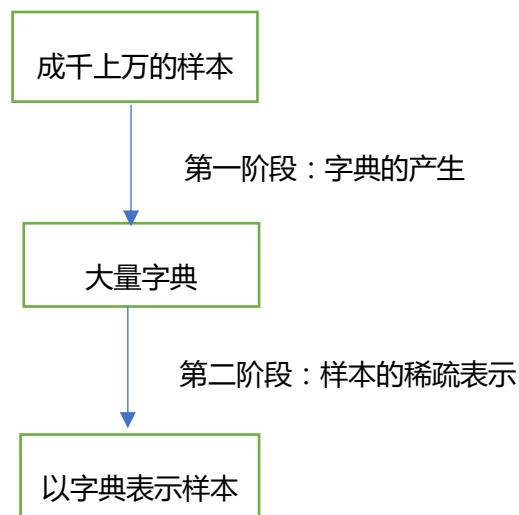 成千上万的样本
第一阶段：字典的产生
大量字典
第二阶段：样本的稀疏表示
以字典表示样本